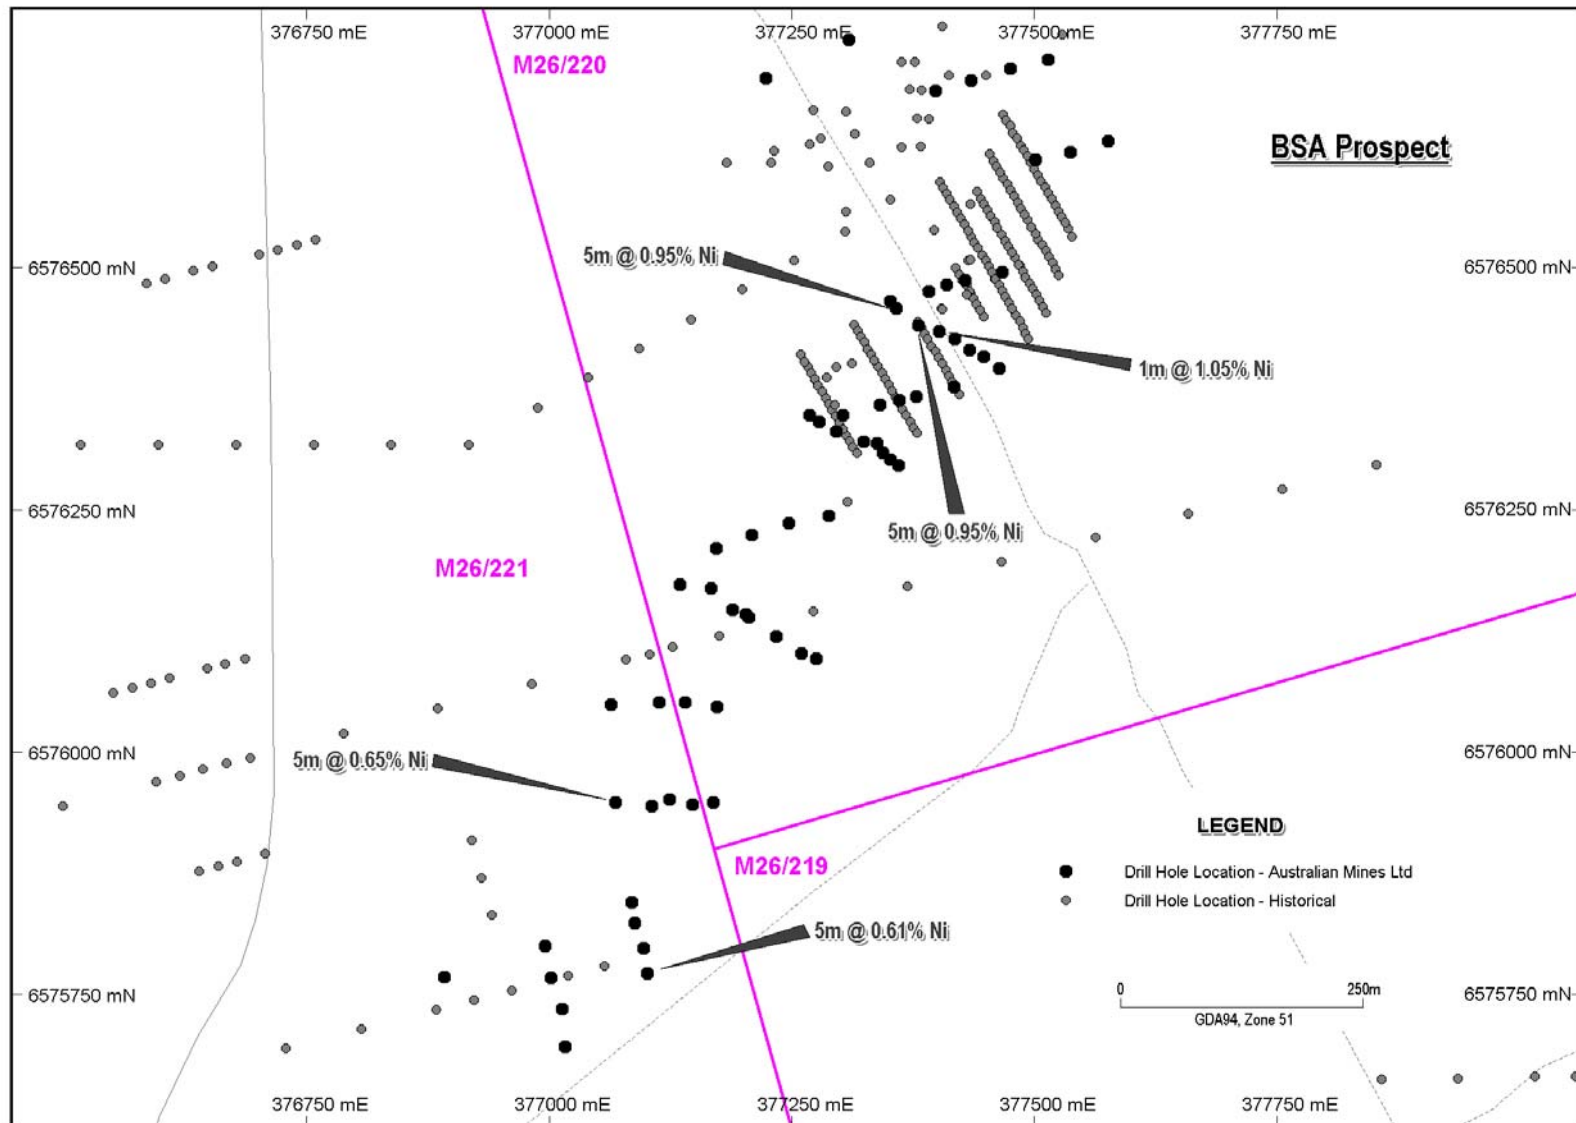 376750 mE
377000 mE
377250 mE
377500 mE
377750 mE
M26/220
BSA Prospect
5m @ 0.95% Ni
6576500 mN
6576500 mN
1m @ 1.05% Ni
6576250 mN
6576250 mN
5m @ 0.95% Ni
M26/221
6576000 mN
6576000 mN
5m @ 0.65% Ni
LEGEND
M26/219
Drill Hole Location - Australian Mines Ltd
Drill Hole Location - Historical
5m @ 0.61% Ni
6575750 mN
6575750 mN
0
250m
GDA94, Zone 51
376750 mE
377000 mE
377250 mE
377500 mE
377750 mE